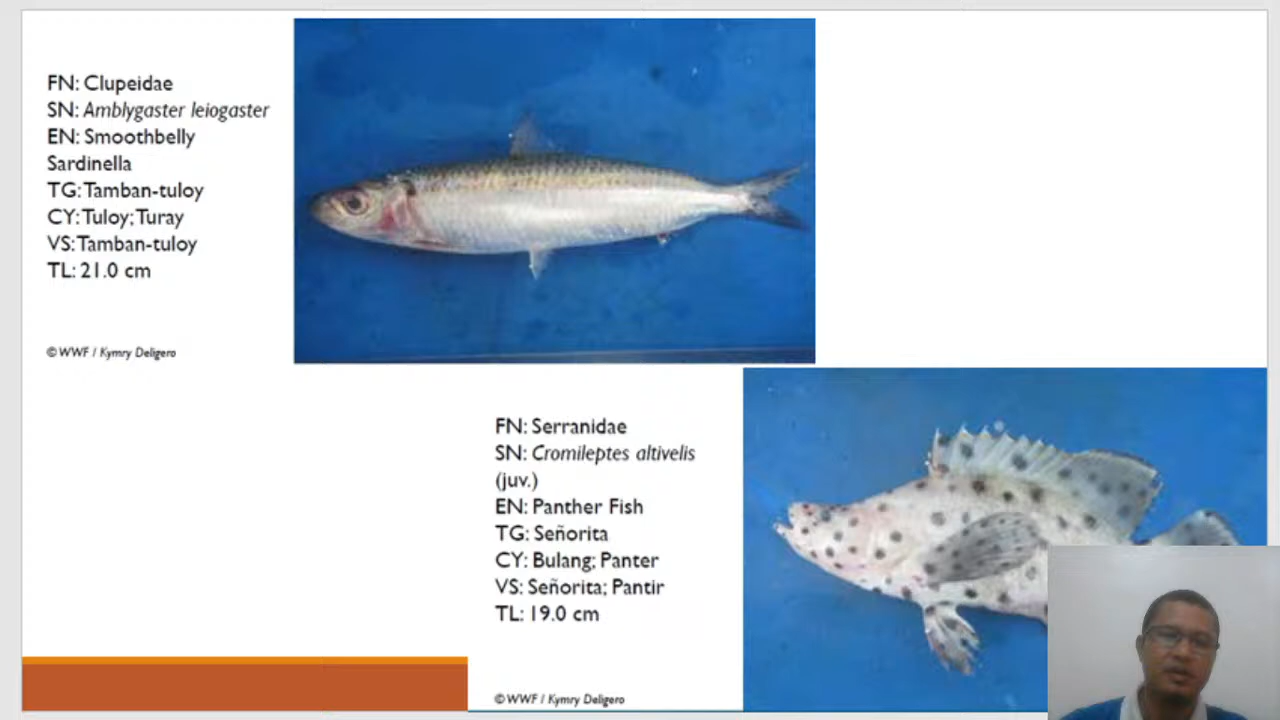 FN: Clupeidae
SN: Amblygaster leiogaster
EN: Smoothbelly
Sardinella
TG: Tamban-tuloy
CY: Tuloy; Turay
VS: Tamban-tuloy
TL: 21.0 cm
©WWF / Kymry Deligero
FN: Serranidae
SN: Cromileptes altivelis
(juv.)
EN: Panther Fish
TG: Señorita
CY: Bulang; Panter
VS: Señorita; Pantir
TL: 19.0 cm
©WWF / Kymry Deligero